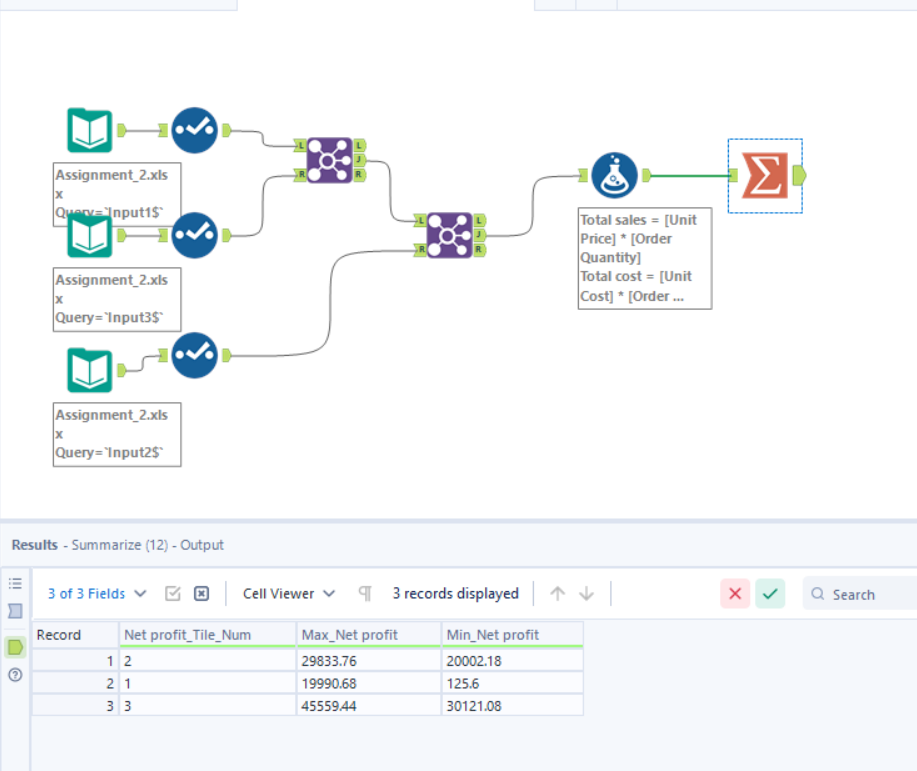 L
L
J
R
R
Assignment_2.xls
x
Query=`Input1$`
L
L
J
R
R
Assignment_2.xls
x
Query=`Input3$`
Total sales = [Unit
Price] * [Order
Quantity]
Total cost = [Unit
Cost] * [Order ...
Σ
Assignment_2.xls
x
Query=`Input2$`
Results - Summarize (12) - Output
3 of 3 Fields
Cell Viewer
3 records displayed
Search
Record Net profit_Tile_Num Max_Net profit Min_Net profit
1 2 29833.76 20002.18
2 1 19990.68 125.6
3 3 45559.44 30121.08